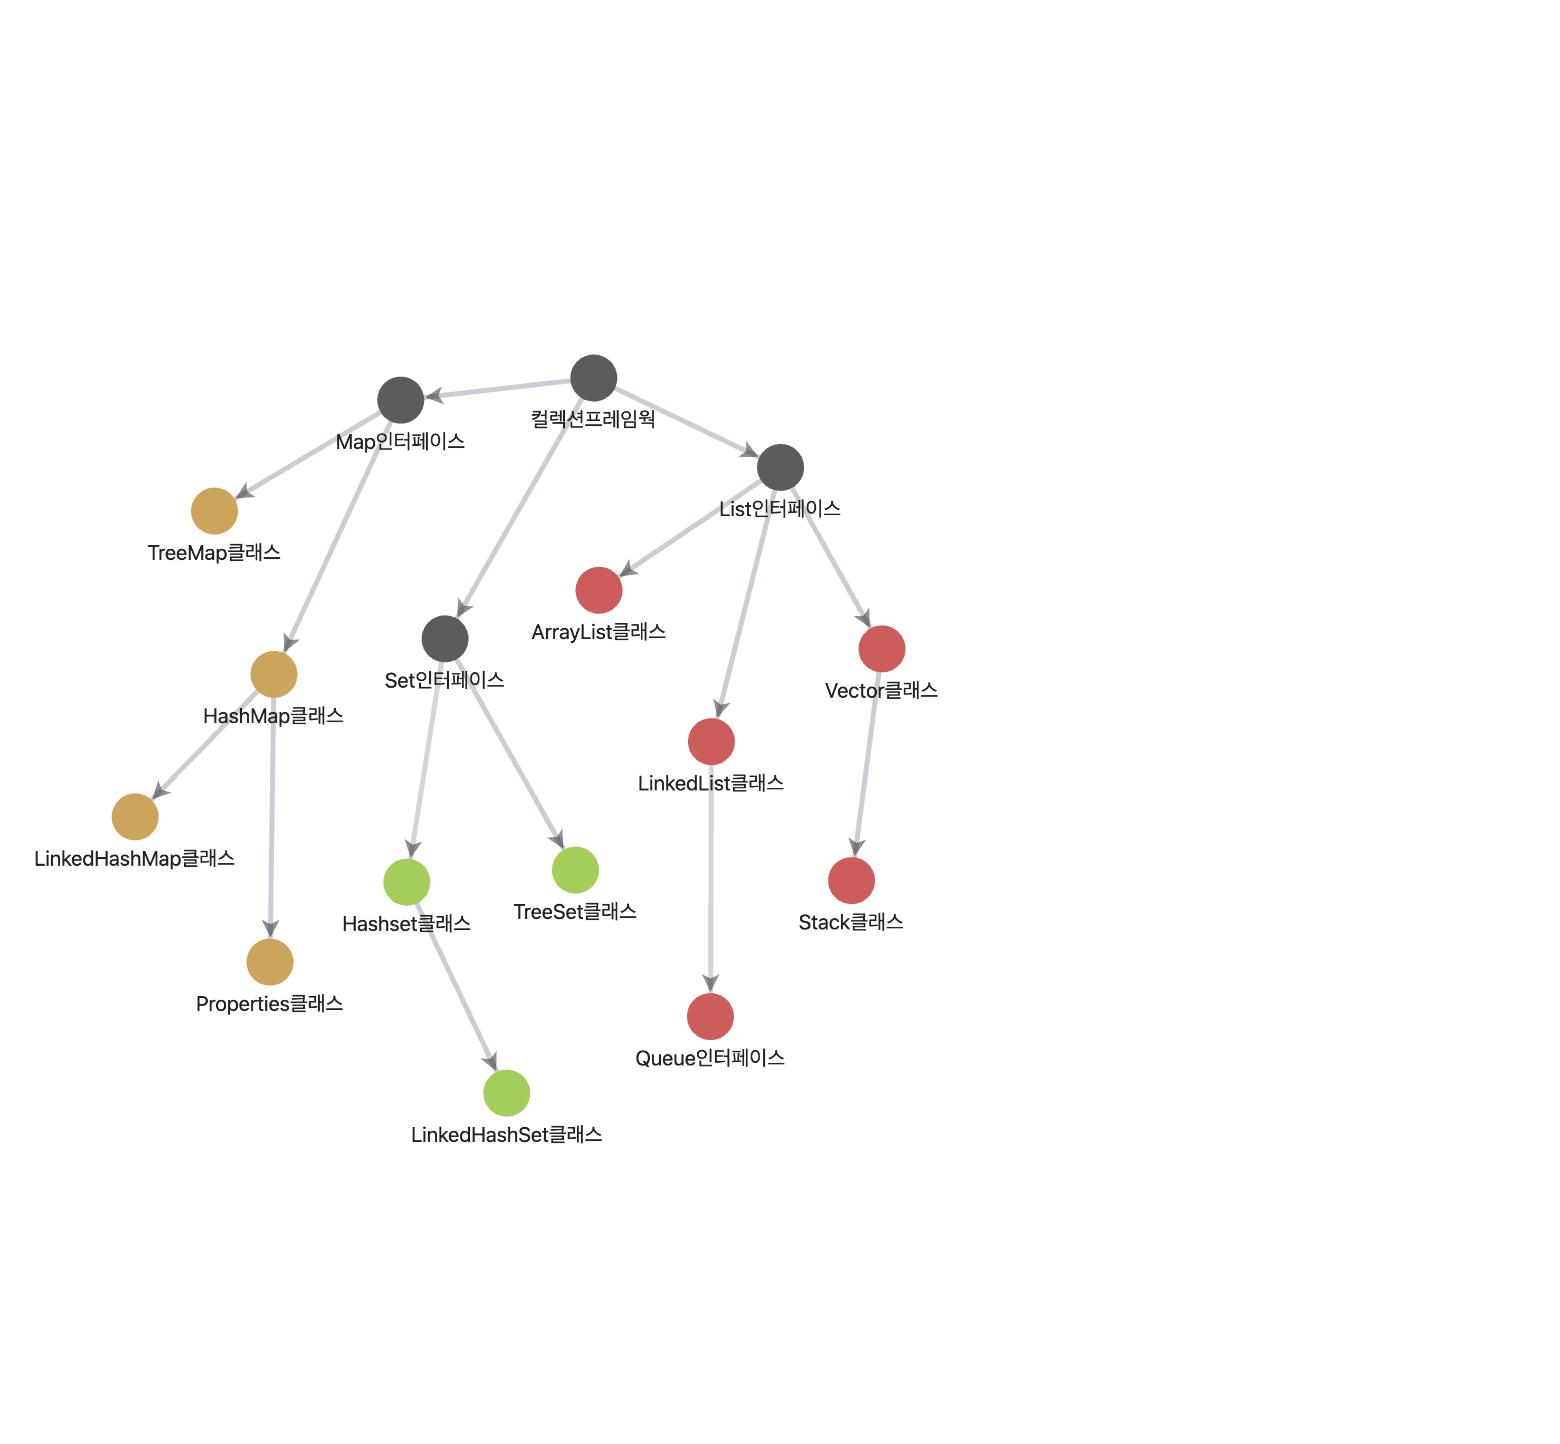 컬렉션프레임웍
Map인터페이스
List인터페이스
TreeMap클래스
ArrayList클래스
Set인터페이스
Vector클래스
HashMap클래스
LinkedList클래스
LinkedHashMap클래스
TreeSet클래스
Hashset클래스
Stack클래스
Properties클래스
Queue인터페이스
LinkedHashSet클래스